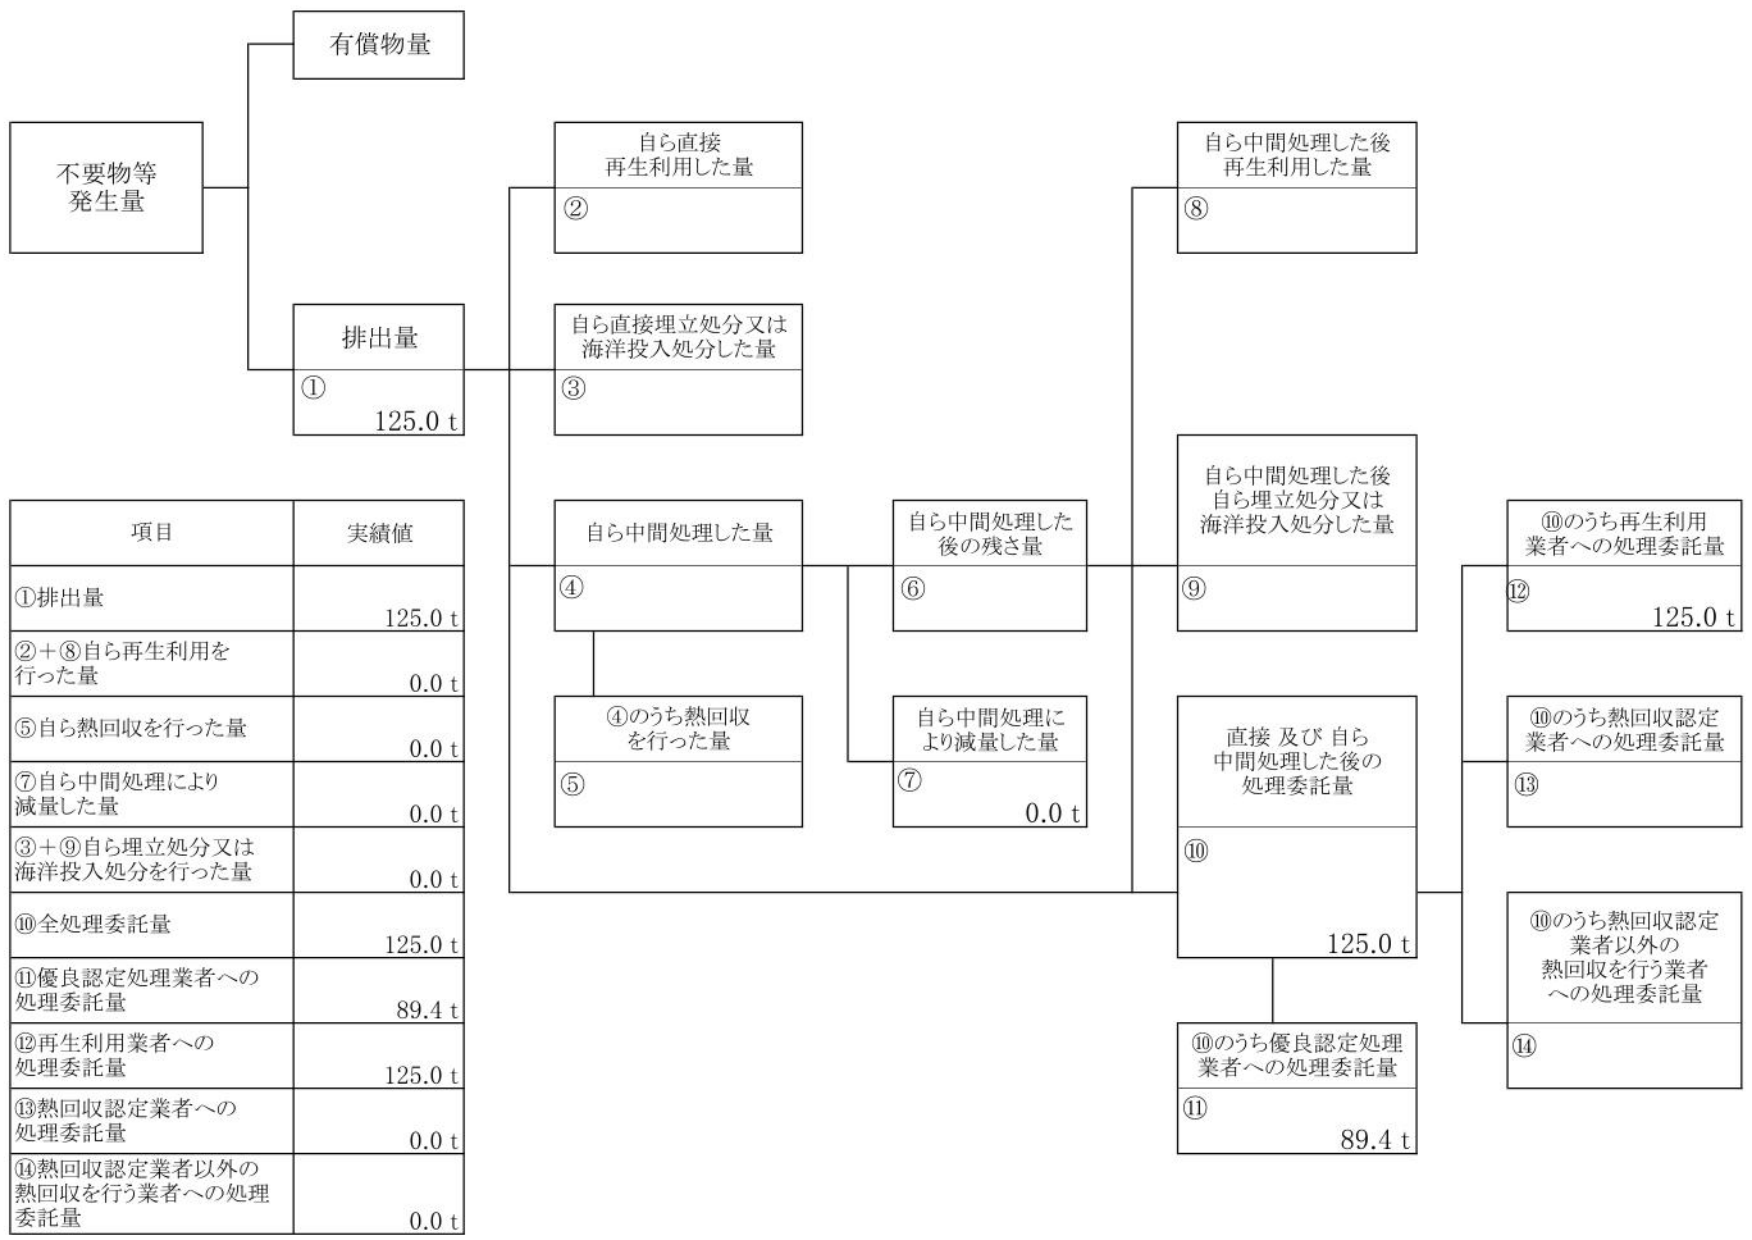 有償物量
不要物等
発生量
自ら直接
再生利用した量
②
自ら中間処理した後
再生利用した量
⑧
排出量
①
125.0 t
自ら直接埋立処分又は
海洋投入処分した量
③
自ら中間処理した量
④
自ら中間処理した
後の残さ量
⑥
自ら中間処理した後
自ら埋立処分又は
海洋投入処分した量
⑨
⑩のうち再生利用
業者への処理委託量
⑫
125.0 t
④のうち熱回収
を行った量
⑤
自ら中間処理に
より減量した量
⑦
0.0 t
直接 及び 自ら
中間処理した後の
処理委託量
⑩
125.0 t
⑩のうち熱回収認定
業者への処理委託量
⑬
⑩のうち熱回収認定
業者以外の
熱回収を行う業者
への処理委託量
⑭
⑩のうち優良認定処理
業者への処理委託量
⑪
89.4 t
項目 実績値
①排出量
125.0 t
②＋⑧自ら再生利用を
行った量
0.0 t
⑤自ら熱回収を行った量
0.0 t
⑦自ら中間処理により
減量した量
0.0 t
③＋⑨自ら埋立処分又は
海洋投入処分を行った量
0.0 t
⑩全処理委託量
125.0 t
⑪優良認定処理業者への
処理委託量
89.4 t
⑫再生利用業者への
処理委託量
125.0 t
⑬熱回収認定業者への
処理委託量
0.0 t
⑭熱回収認定業者以外の
熱回収を行う業者への処理
委託量
0.0 t